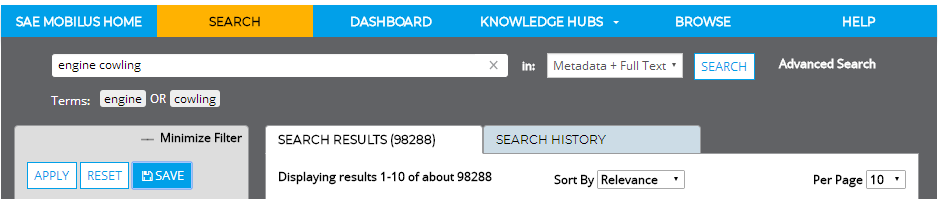 SAE MOBILUS HOME SEARCH DASHBOARD KNOWLEDGE HUBS BROWSE HELP
engine cowling × in: Metadata + Full Text SEARCH Advanced Search
Terms: engine OR cowling
— Minimize Filter SEARCH RESULTS (98288) SEARCH HISTORY
APPLY RESET SAVE Displaying results 1-10 of about 98288 Sort By Relevance Per Page 10